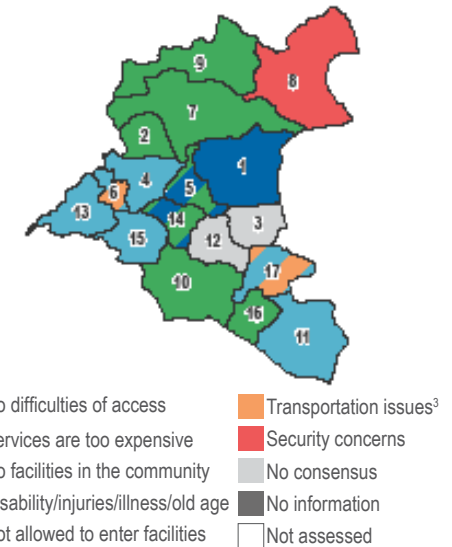 9
8
7
2
1
4
5
6
13
14
3
15
12
17
10
16
11
o difficulties of access
ervices are too expensive
o facilities in the community
sability/injuries/illness/old age
ot allowed to enter facilities
Transportation issues³
Security concerns
No consensus
No information
Not assessed